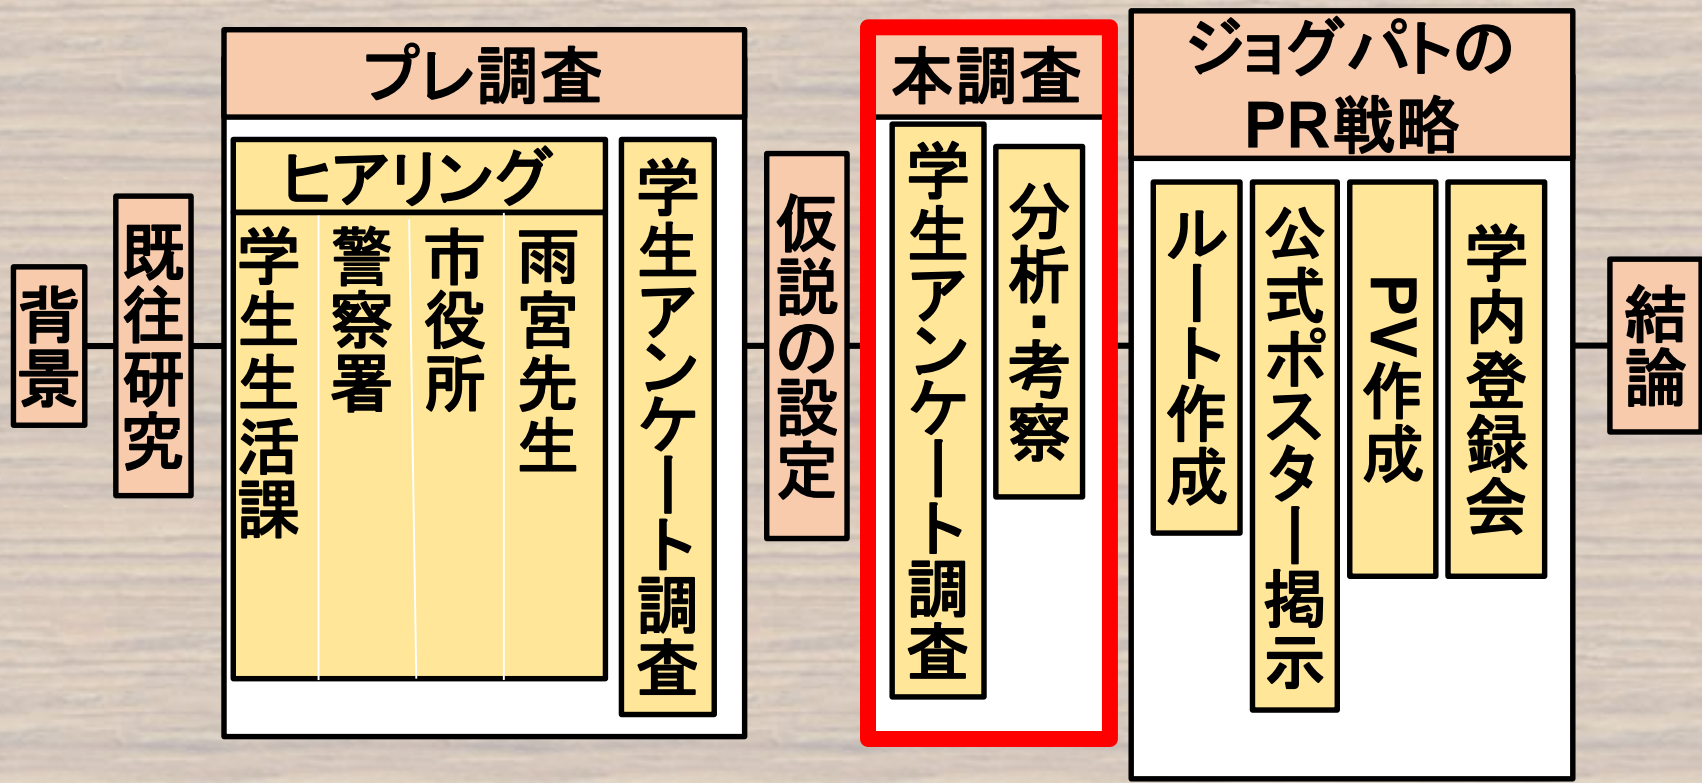 背景
既往研究
プレ調査
ヒアリング
学生生活課
警察署
市役所
雨宮先生
学生アンケート調査
仮説の設定
本調査
学生アンケート調査
分析・考察
ジョグパトの
PR戦略
ルート作成
公式ポスター掲示
PV作成
学内登録会
結論